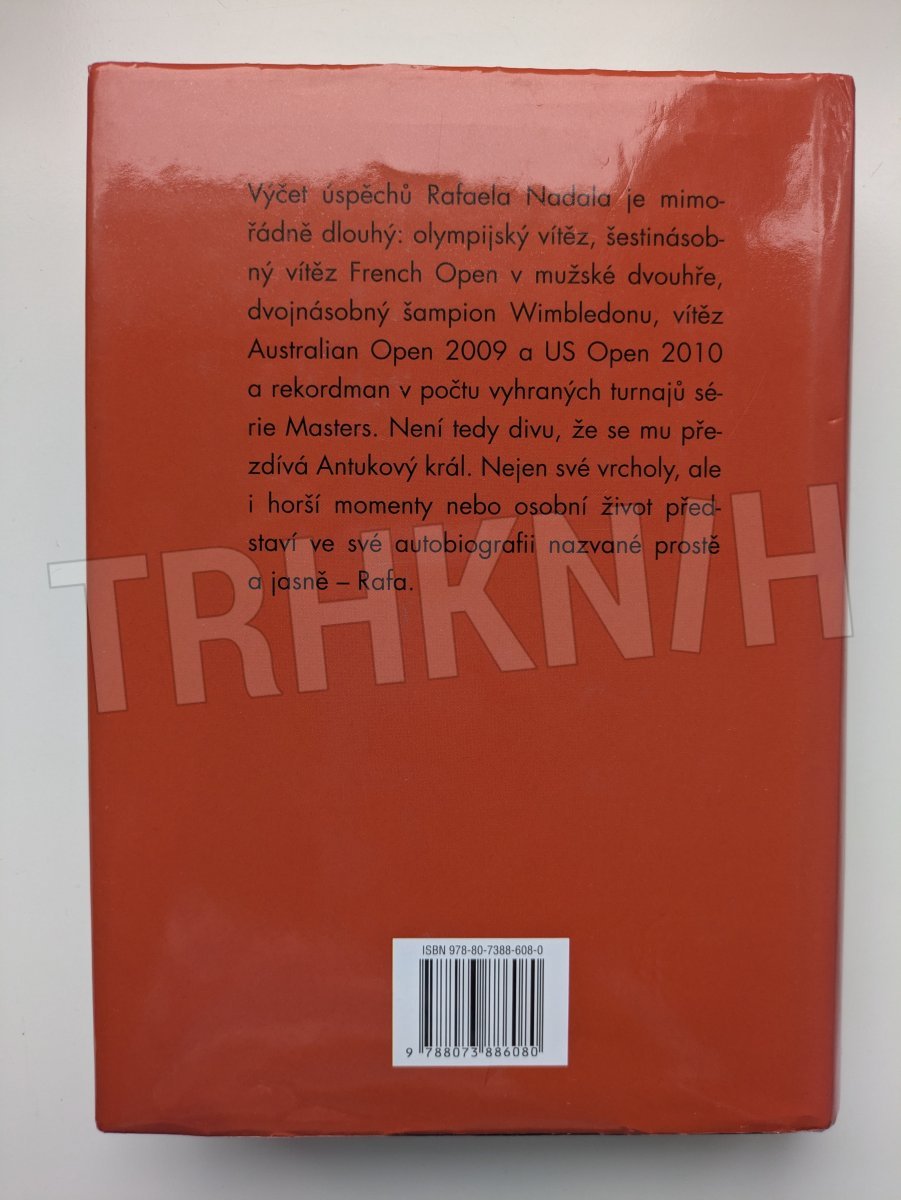 Výčet úspěchů Rafaela Nadala je mimo-
řádně dlouhý: olympijský vítěz, šestinásob-
ný vítěz French Open v mužské dvouhře,
dvojnásobný šampion Wimbledonu, vítěz
Australian Open 2009 a US Open 2010
a rekordman v počtu vyhraných turnajů sé-
rie Masters. Není tedy divu, že se mu pře-
zdívá Antukový král. Nejen své vrcholy, ale
i horší momenty nebo osobní život před-
staví ve své autobiografii nazvané prostě
a jasně – Rafa.
TRHKNIH
ISBN 978-80-7388-608-0
9 788073 886080